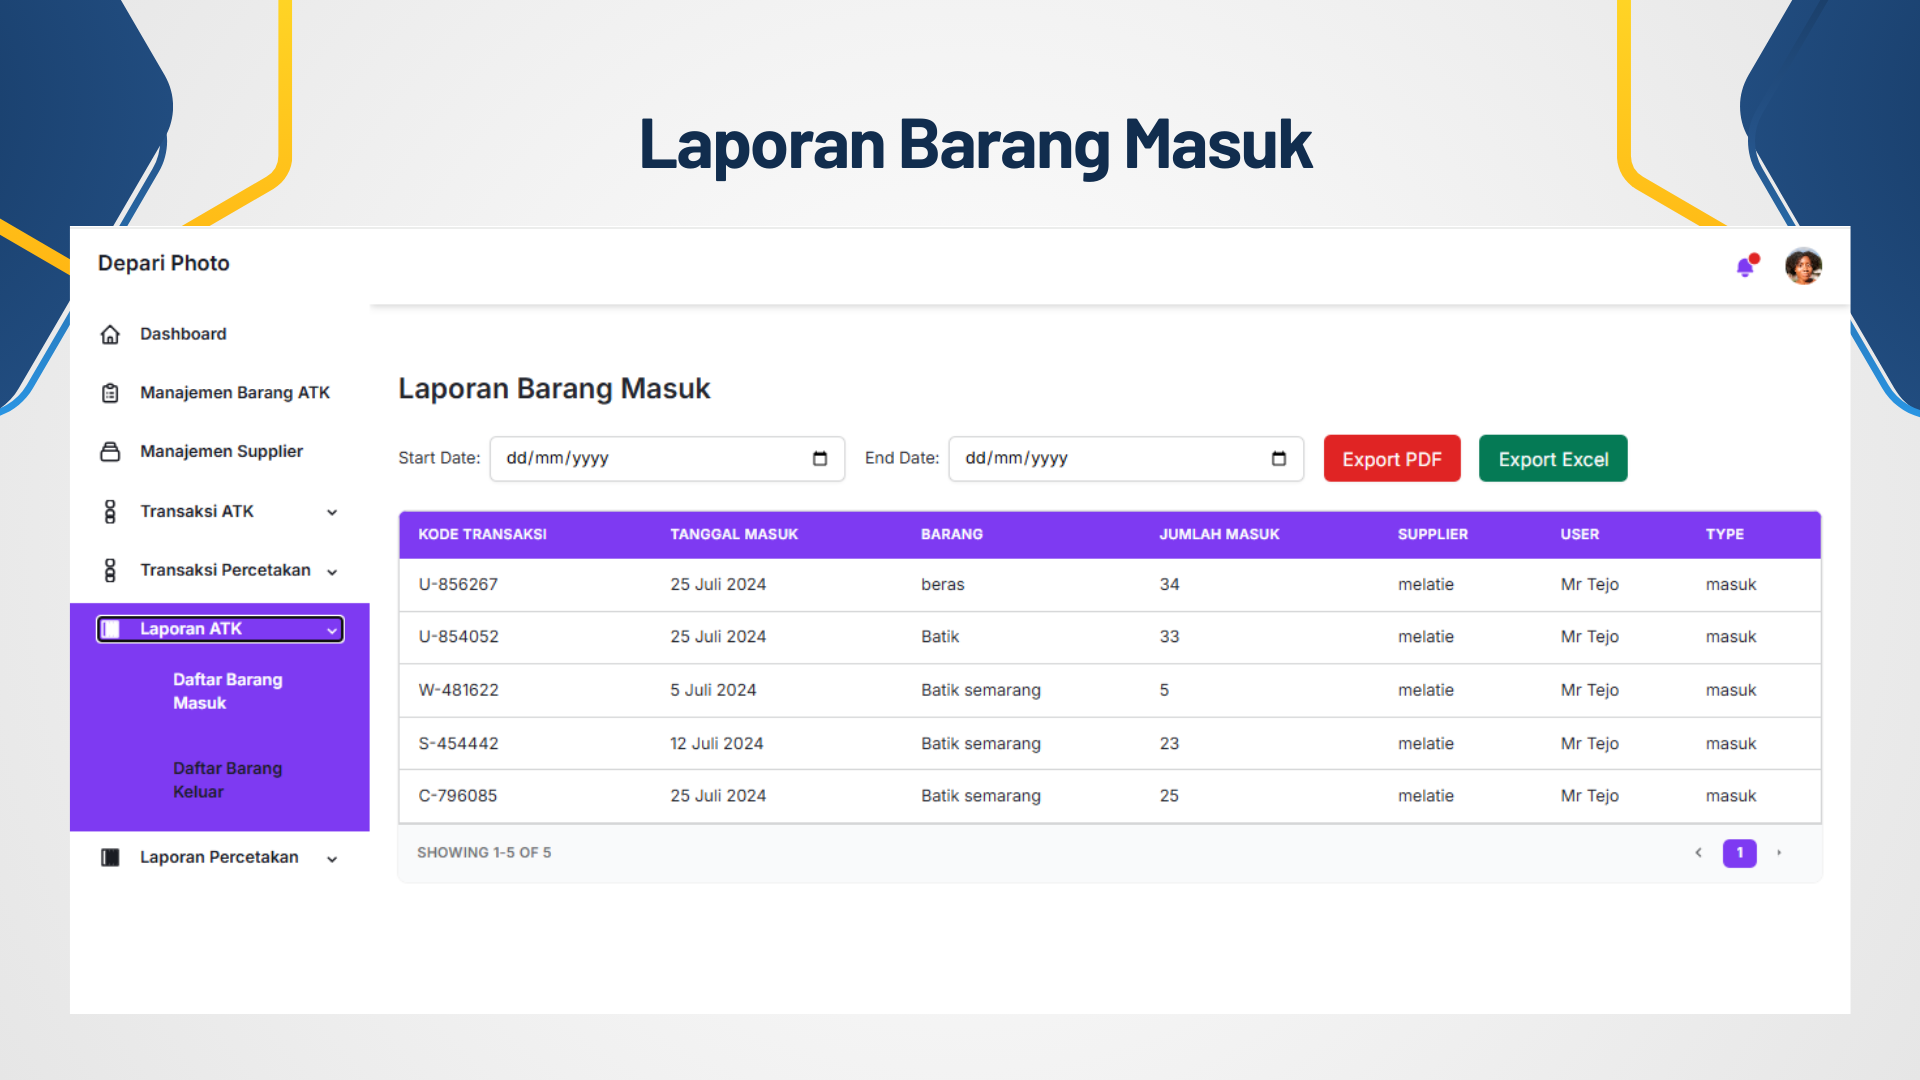 Laporan Barang Masuk
Depari Photo
Dashboard
Manajemen Barang ATK
Manajemen Supplier
Transaksi ATK
Transaksi Percetakan
Laporan ATK
Daftar Barang
Masuk
Daftar Barang
Keluar
Laporan Percetakan
Laporan Barang Masuk
Start Date: dd/mm/yyyy End Date: dd/mm/yyyy Export PDF Export Excel
KODE TRANSAKSI TANGGAL MASUK BARANG JUMLAH MASUK SUPPLIER USER TYPE
U-856267 25 Juli 2024 beras 34 melatie Mr Tejo masuk
U-854052 25 Juli 2024 Batik 33 melatie Mr Tejo masuk
W-481622 5 Juli 2024 Batik semarang 5 melatie Mr Tejo masuk
S-454442 12 Juli 2024 Batik semarang 23 melatie Mr Tejo masuk
C-796085 25 Juli 2024 Batik semarang 25 melatie Mr Tejo masuk
SHOWING 1-5 OF 5 1